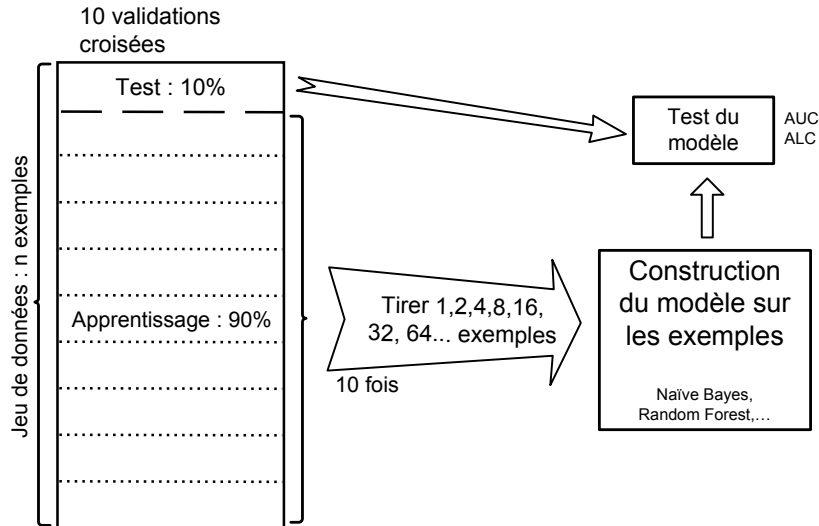 10 validations
croisées
Test : 10%
Jeu de données : n exemples
Apprentissage : 90%
Tirer 1,2,4,8,16,
32, 64... exemples
10 fois
Test du
modèle
AUC
ALC
Construction
du modèle sur
les exemples
Naïve Bayes,
Random Forest,...